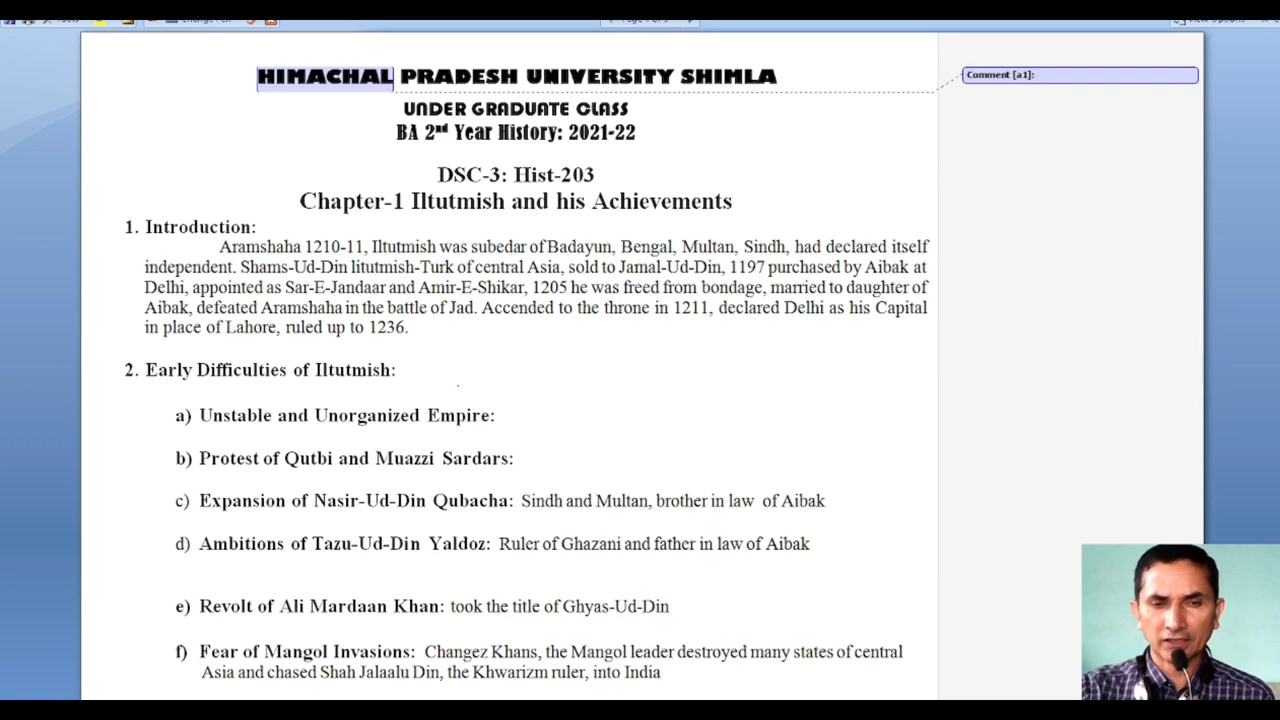 HIMACHAL PRADESH UNIVERSITY SHIMLA
Comment [a1]:
UNDER GRADUATE CLASS
BA 2nd Year History: 2021-22
DSC-3: Hist-203
Chapter-1 Iltutmish and his Achievements
1. Introduction:
Aramshaha 1210-11, Iltutmish was subedar of Badayun, Bengal, Multan, Sindh, had declared itself
independent. Shams-Ud-Din litutmish-Turk of central Asia, sold to Jamal-Ud-Din, 1197 purchased by Aibak at
Delhi, appointed as Sar-E-Jandaar and Amir-E-Shikar, 1205 he was freed from bondage, married to daughter of
Aibak, defeated Aramshaha in the battle of Jad. Accended to the throne in 1211, declared Delhi as his Capital
in place of Lahore, ruled up to 1236.
2. Early Difficulties of Iltutmish:
a) Unstable and Unorganized Empire:
b) Protest of Qutbi and Muazzi Sardars:
c) Expansion of Nasir-Ud-Din Qubacha: Sindh and Multan, brother in law of Aibak
d) Ambitions of Tazu-Ud-Din Yaldoz: Ruler of Ghazani and father in law of Aibak
e) Revolt of Ali Mardaan Khan: took the title of Ghyas-Ud-Din
f) Fear of Mangol Invasions: Changez Khans, the Mangol leader destroyed many states of central
Asia and chased Shah Jalaalu Din, the Khwarizm ruler, into India